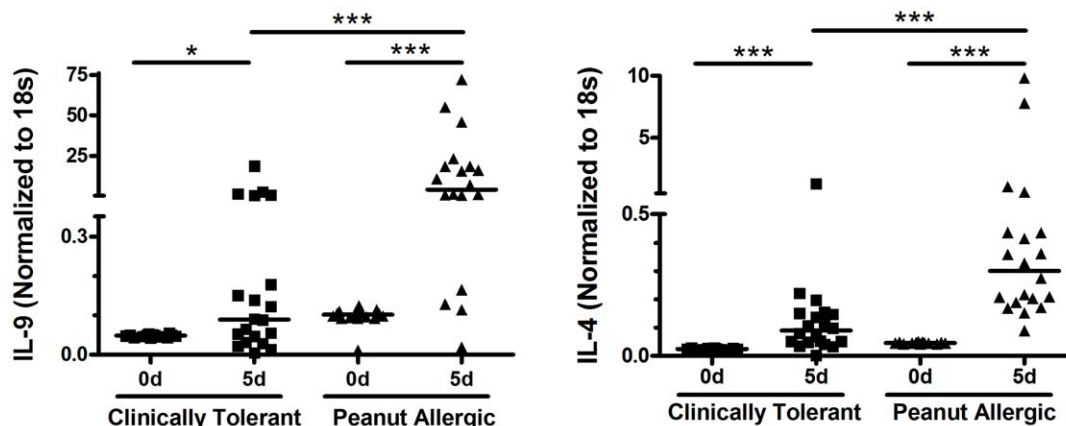 ***
* ***
IL-9 (Normalized to 18s)
75
50
25
0.3
0.0
0d 5d 0d 5d
Clinically Tolerant Peanut Allergic
***
*** ***
IL-4 (Normalized to 18s)
10
5
0.5
0.0
0d 5d 0d 5d
Clinically Tolerant Peanut Allergic